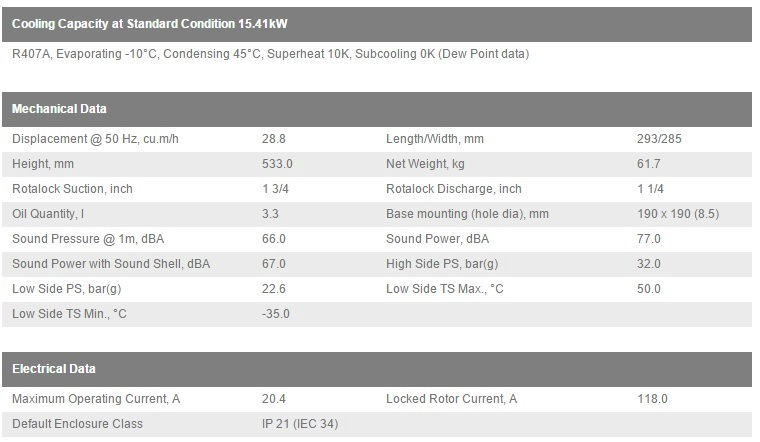 Cooling Capacity at Standard Condition 15.41kW
R407A, Evaporating -10°C, Condensing 45°C, Superheat 10K, Subcooling 0K (Dew Point data)
Mechanical Data
Displacement @ 50 Hz, cu.m/h 28.8 Length/Width, mm 293/285
Height, mm 533.0 Net Weight, kg 61.7
Rotalock Suction, inch 1 3/4 Rotalock Discharge, inch 1 1/4
Oil Quantity, l 3.3 Base mounting (hole dia), mm 190 x 190 (8.5)
Sound Pressure @ 1m, dBA 66.0 Sound Power, dBA 77.0
Sound Power with Sound Shell, dBA 67.0 High Side PS, bar(g) 32.0
Low Side PS, bar(g) 22.6 Low Side TS Max., °C 50.0
Low Side TS Min., °C -35.0
Electrical Data
Maximum Operating Current, A 20.4 Locked Rotor Current, A 118.0
Default Enclosure Class IP 21 (IEC 34)